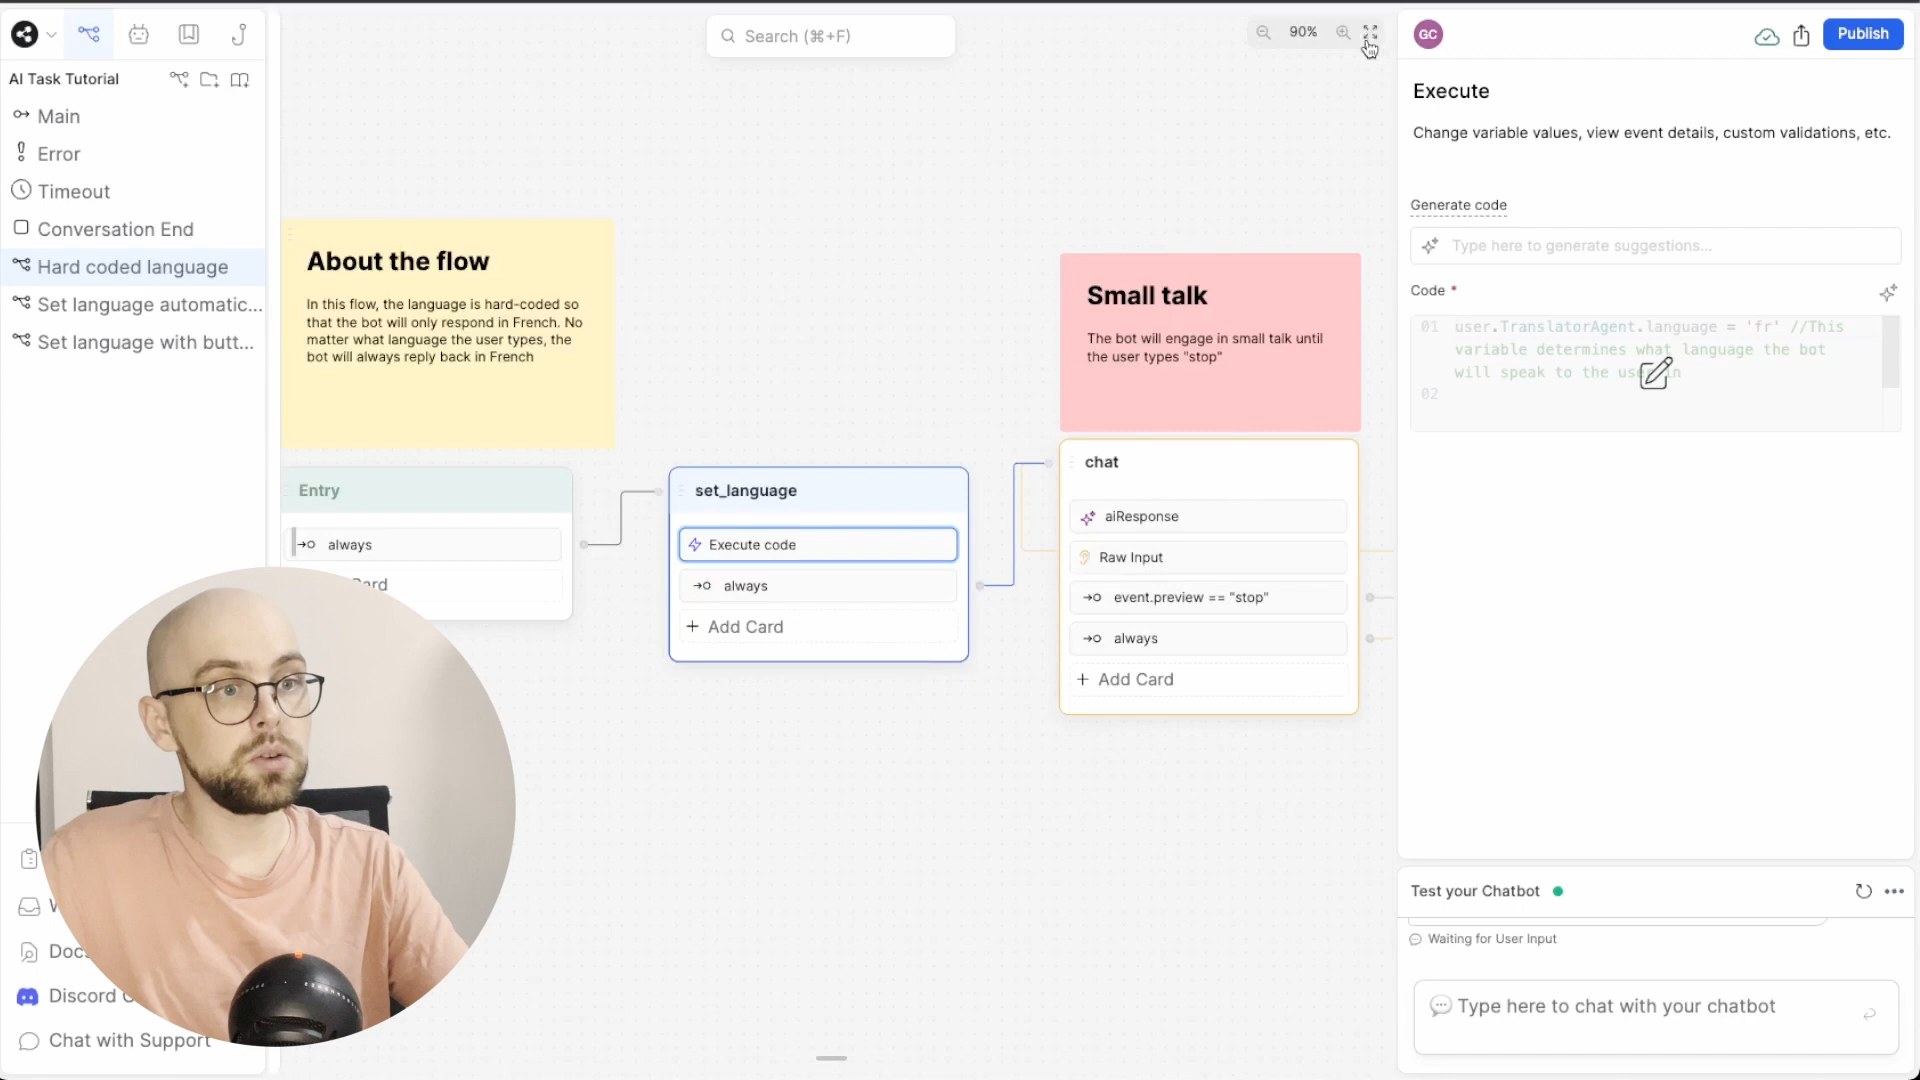 Search (⌘+F)
90%
GC
Publish
AI Task Tutorial
Main
Error
Timeout
Conversation End
Hard coded language
Set language automatic...
Set language with butt...
About the flow
In this flow, the language is hard-coded so
that the bot will only respond in French. No
matter what language the user types, the
bot will always reply back in French
Entry
always
set_language
Execute code
always
+ Add Card
Small talk
The bot will engage in small talk until
the user types "stop"
chat
aiResponse
Raw Input
event.preview == "stop"
always
+ Add Card
Execute
Change variable values, view event details, custom validations, etc.
Generate code
Type here to generate suggestions...
Code *
01 user.TranslatorAgent.language = 'fr' //This
variable determines what language the bot
will speak to the user in
02
Test your Chatbot
Waiting for User Input
Type here to chat with your chatbot
Discord
Chat with Support